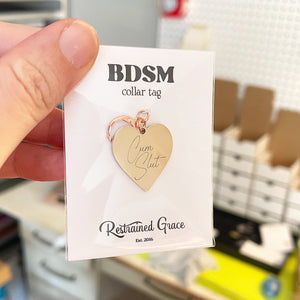 BDSM
collar tag
Cum
Slut
Restrained Grace
Est. 2016